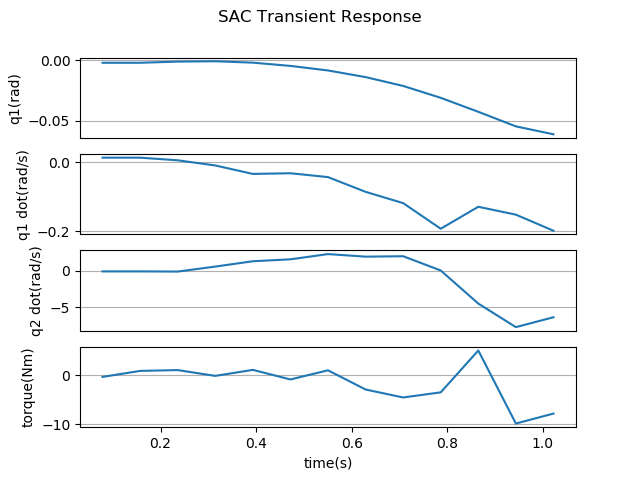 SAC Transient Response
q1(rad)
0.00
−0.05
q1 dot(rad/s)
0.0
−0.2
q2 dot(rad/s)
0
−5
torque(Nm)
0
−10
0.2 0.4 0.6 0.8 1.0
time(s)